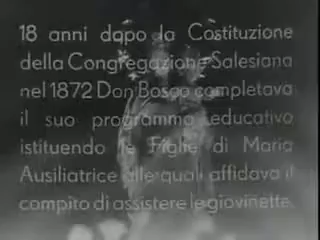 18 anni dopo da Costituzione
della Congregazione Salesiana
nel 1872 Don Bosco completava
il suo programma educativo
istituendo le Figlie di Maria
Ausiliatrice alle quali affidava il
compito di assistere le giovinette.